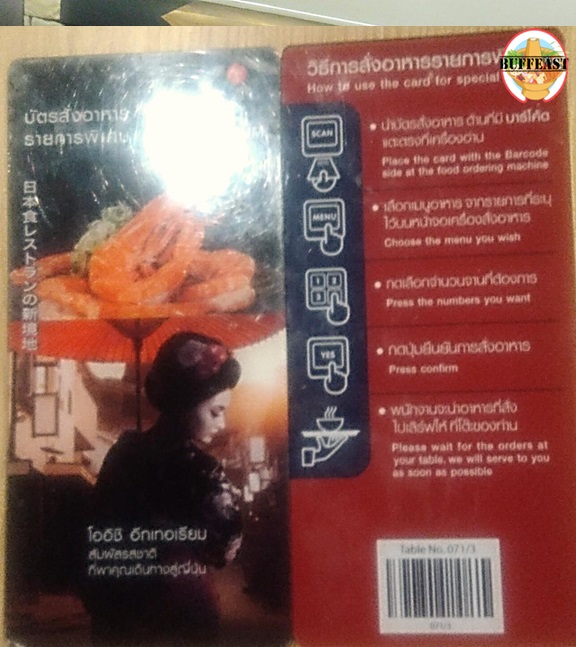 บัตรสั่งอาหาร
รายการพิเศษ
日本食レストランの新境地
โออิชิ อีทเทอเรียม
สัมผัสรสชาติ
ที่พาคุณเดินทางสู่ญี่ปุ่น
BUFFEAST
วิธีการสั่งอาหารรายการ
How to use the card for special
SCAN
นำบัตรสั่งอาหาร ด้านที่มี บาร์โค้ด
แตะตรงที่เครื่องอ่าน
Place the card with the Barcode
side at the food ordering machine
MENU
เลือกเมนูอาหาร จากรายการที่ระบุ
ไว้บนหน้าจอเครื่องสั่งอาหาร
Choose the menu you wish
กดเลือกจำนวนจานที่ต้องการ
Press the numbers you want
YES
กดปุ่มยืนยันการสั่งอาหาร
Press confirm
พนักงานจะนำอาหารที่สั่ง
ไปเสิร์ฟให้ ที่โต๊ะของท่าน
Please wait for the orders at
your table, we will serve to you
as soon as possible
Table No. 071/3
071/3